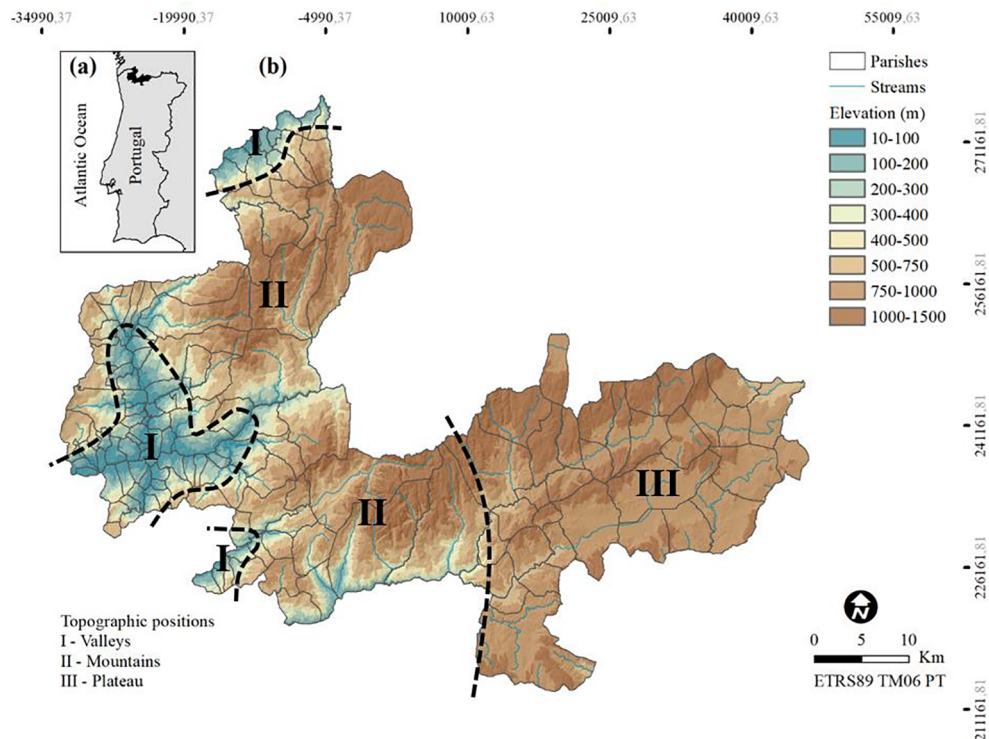 -34990,37 -19990,37 -4990,37 10009,63 25009,63 40009,63 55009,63
(a) (b)
Atlantic Ocean
Portugal
Parishes
Streams
Elevation (m)
10-100
100-200
200-300
300-400
400-500
500-750
750-1000
1000-1500
271161,81
256161,81
241161,81
226161,81
211161,81
I
II
I
II
III
I
Topographic positions
I - Valleys
II - Mountains
III - Plateau
N
0 5 10
Km
ETRS89 TM06 PT